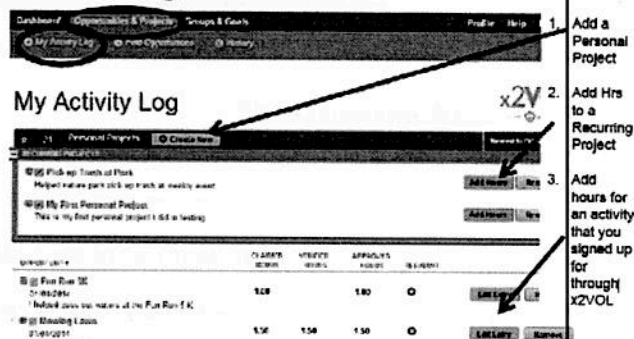 Dashboard Opportunities & Projects Groups & Goals Profile Help
My Activity Log Find Opportunities History
My Activity Log
x2V
Personal Projects Create New
Pick-up Trash at Park
Helped nature park pick up trash at weekly event
Add Hours
My First Personal Project
This is my first personal project I did in testing
Add Hours
CLAIMED HOURS VERIFIED HOURS APPROVED HOURS
Fun Run 5K
1.00 1.00
Edit Entry
I helped pass out waters at the Fun Run 5 K
Mowing Lawn
01/01/2014
1.50 1.50 1.50
Edit Entry Remove
1. Add a
Personal
Project
2. Add Hrs
to a
Recurring
Project
3. Add
hours for
an activity
that you
signed up
for
through
x2VOL